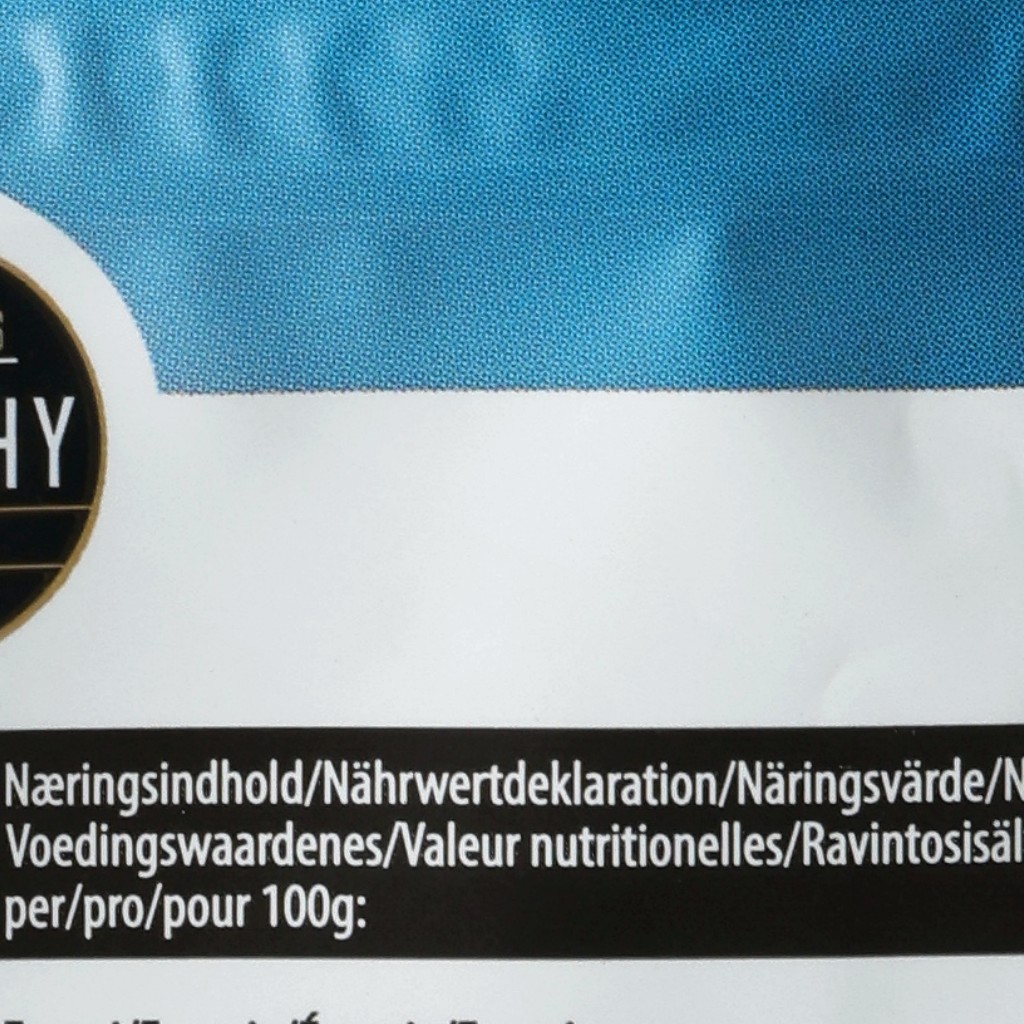 HY
Næringsindhold/Nährwertdeklaration/Näringsvärde/N
Voedingswaardenes/Valeur nutritionelles/Ravintosisäl
per/pro/pour 100g: